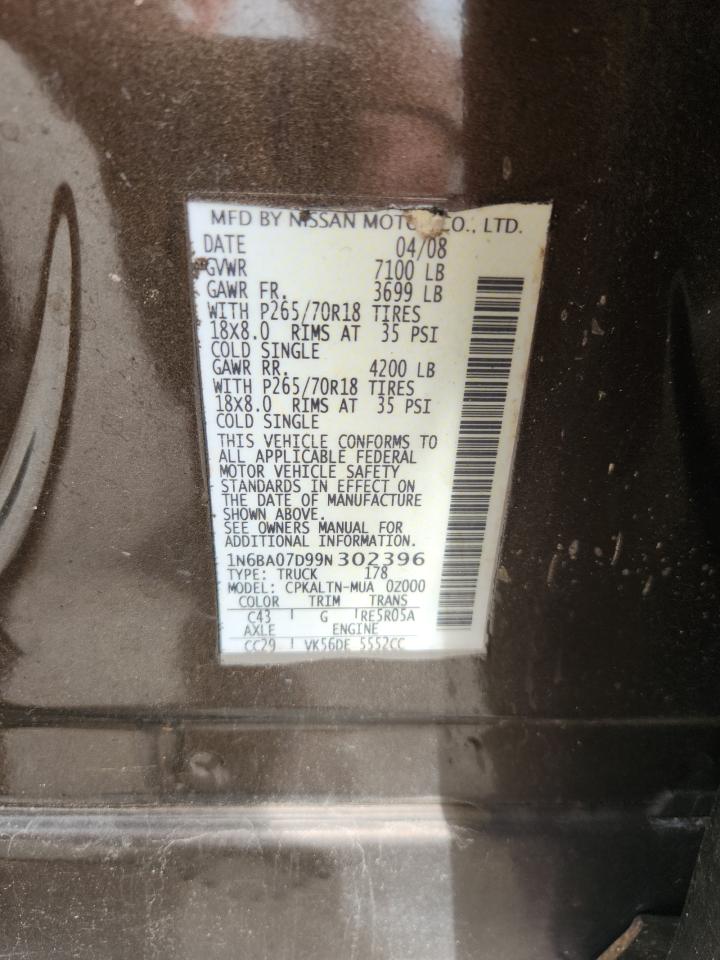 MFD BY NISSAN MOTOR CO., LTD.
DATE 04/08
GVWR 7100 LB
GAWR FR. 3699 LB
WITH P265/70R18 TIRES
18X8.0 RIMS AT 35 PSI
COLD SINGLE
GAWR RR. 4200 LB
WITH P265/70R18 TIRES
18X8.0 RIMS AT 35 PSI
COLD SINGLE
THIS VEHICLE CONFORMS TO
ALL APPLICABLE FEDERAL
MOTOR VEHICLE SAFETY
STANDARDS IN EFFECT ON
THE DATE OF MANUFACTURE
SHOWN ABOVE.
SEE OWNERS MANUAL FOR
ADDITIONAL INFORMATION.
1N6BA07D99N302396
TYPE: TRUCK 178
MODEL: CPKALTN-MUA 0Z000
COLOR TRIM TRANS
C43 G RE5R05A
AXLE ENGINE
CC29 VK56DE 5552CC